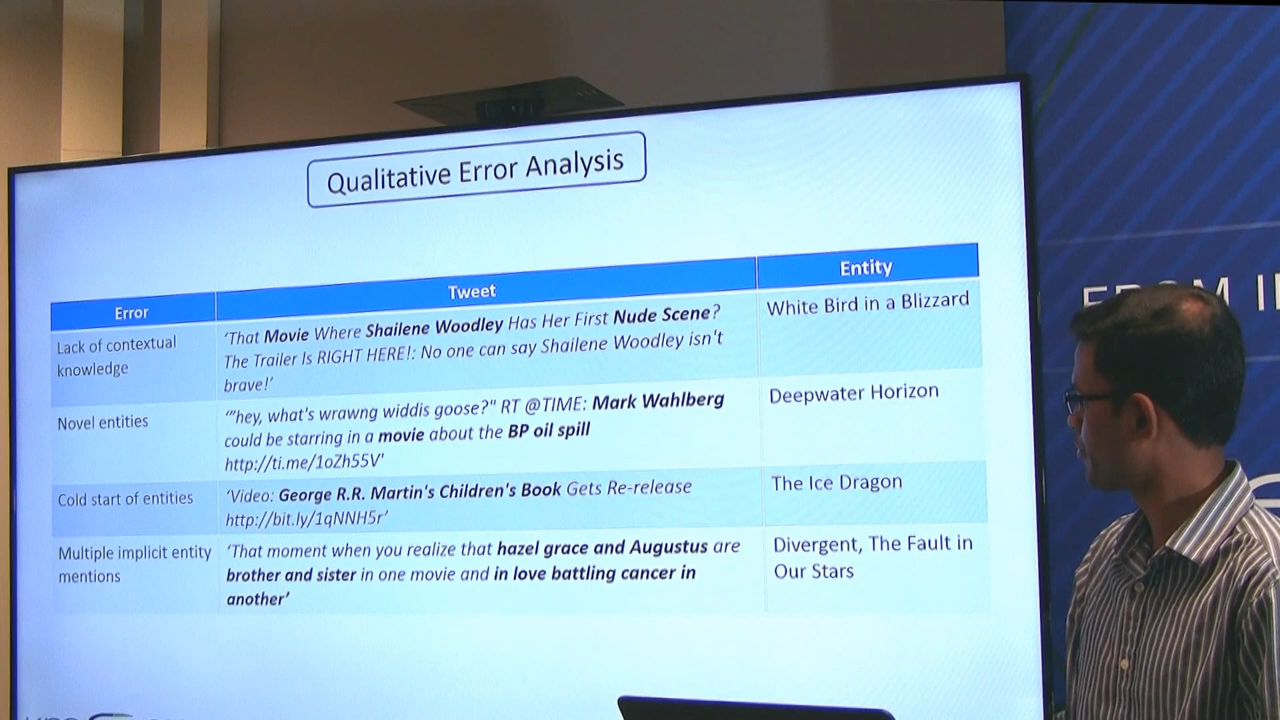 Qualitative Error Analysis
Error
Tweet
Entity
Lack of contextual
knowledge
‘That Movie Where Shailene Woodley Has Her First Nude Scene?
The Trailer Is RIGHT HERE!: No one can say Shailene Woodley isn't
brave!’
White Bird in a Blizzard
Novel entities
‘"hey, what's wrawng widdis goose?" RT @TIME: Mark Wahlberg
could be starring in a movie about the BP oil spill
http://ti.me/1oZh55V'
Deepwater Horizon
Cold start of entities
‘Video: George R.R. Martin's Children's Book Gets Re-release
http://bit.ly/1qNNH5r’
The Ice Dragon
Multiple implicit entity
mentions
‘That moment when you realize that hazel grace and Augustus are
brother and sister in one movie and in love battling cancer in
another’
Divergent, The Fault in
Our Stars
FROM